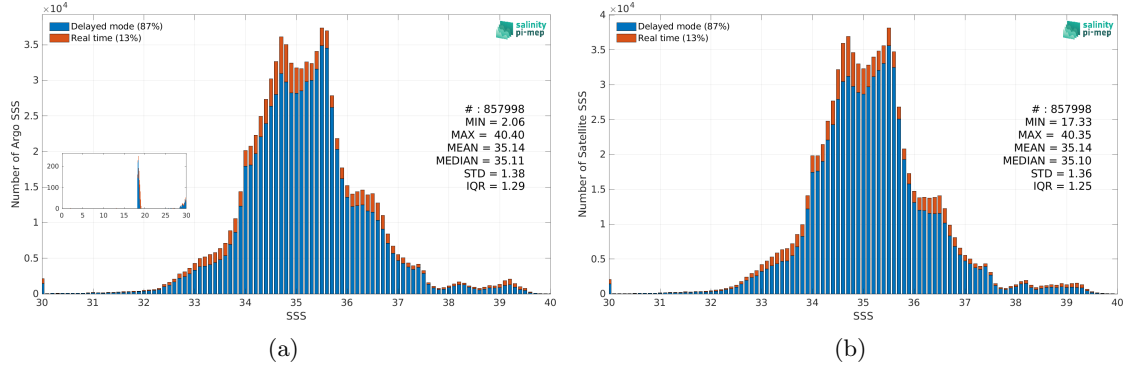 ×10⁴
Delayed mode (87%)
Real time (13%)
salinity
pi-mep
3.5
3
2.5
2
1.5
1
0.5
0
Number of Argo SSS
# : 857998
MIN = 2.06
MAX = 40.40
MEAN = 35.14
MEDIAN = 35.11
STD = 1.38
IQR = 1.29
200
100
0
0 5 10 15 19 25 30
30 31 32 33 34 35 36 37 38 39 40
SSS
(a)
4 ×10⁴
Delayed mode (87%)
Real time (13%)
salinity
pi-mep
3.5
3
2.5
2
1.5
1
0.5
0
Number of Satellite SSS
# : 857998
MIN = 17.33
MAX = 40.35
MEAN = 35.14
MEDIAN = 35.10
STD = 1.36
IQR = 1.25
30 31 32 33 34 35 36 37 38 39 40
SSS
(b)